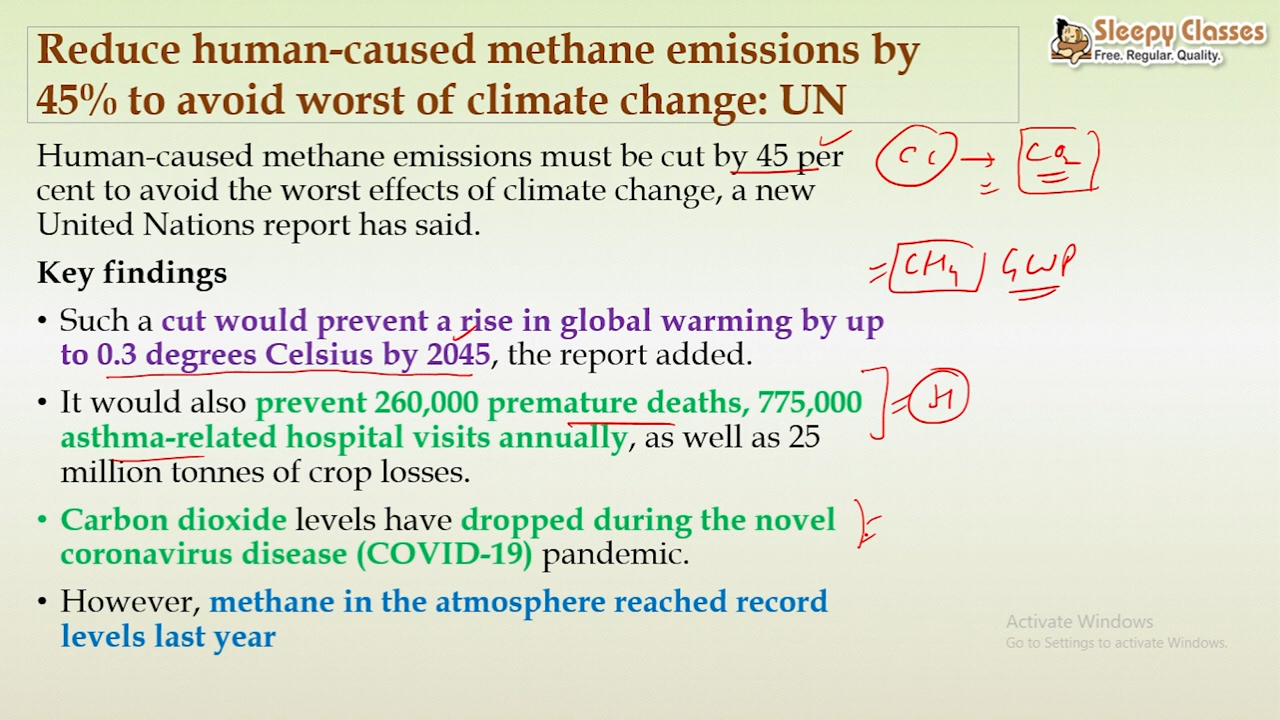 Reduce human-caused methane emissions by
45% to avoid worst of climate change: UN
Sleepy Classes
Free. Regular. Quality.
Human-caused methane emissions must be cut by 45 per
cent to avoid the worst effects of climate change, a new
United Nations report has said.
CC → CO2
Key findings
= CH4 / GWP
• Such a cut would prevent a rise in global warming by up
to 0.3 degrees Celsius by 2045, the report added.
• It would also prevent 260,000 premature deaths, 775,000
asthma-related hospital visits annually, as well as 25
million tonnes of crop losses.
= H
• Carbon dioxide levels have dropped during the novel
coronavirus disease (COVID-19) pandemic.
• However, methane in the atmosphere reached record
levels last year
Activate Windows
Go to Settings to activate Windows.